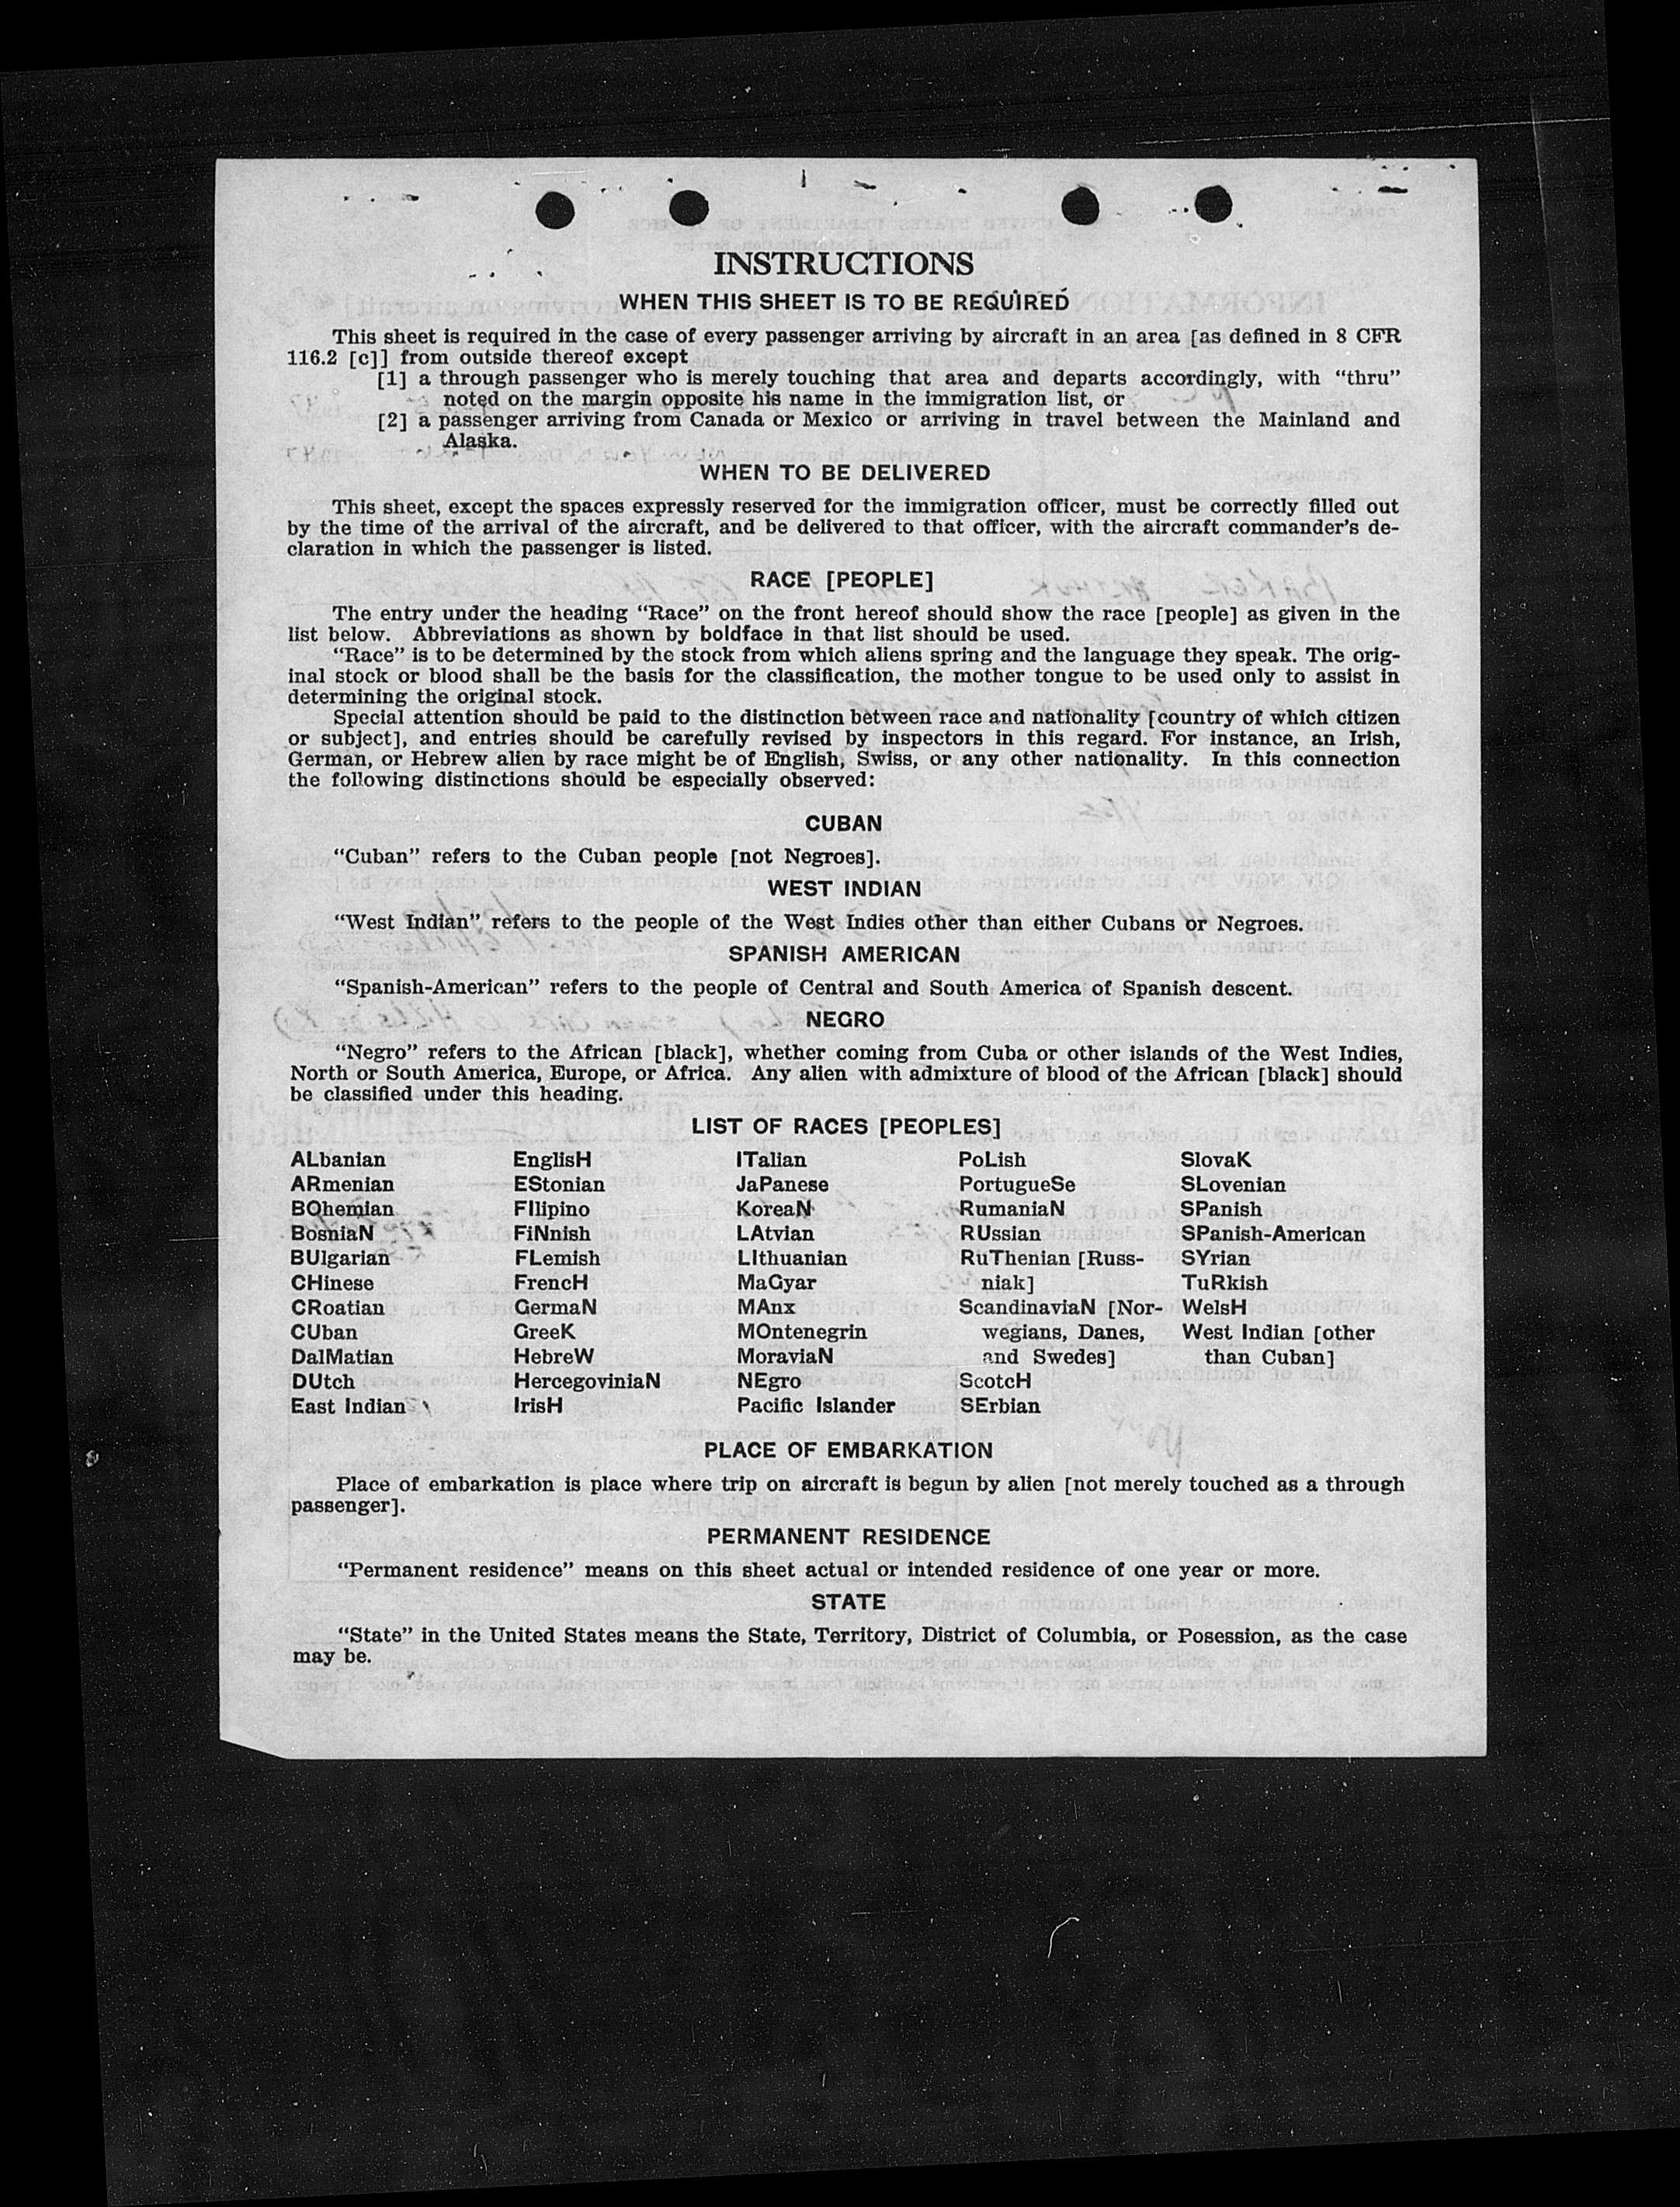 INSTRUCTIONS
WHEN THIS SHEET IS TO BE REQUIRED
This sheet is required in the case of every passenger arriving by aircraft in an area [as defined in 8 CFR
116.2 [c]] from outside thereof except
[1] a through passenger who is merely touching that area and departs accordingly, with “thru”
noted on the margin opposite his name in the immigration list, or
[2] a passenger arriving from Canada or Mexico or arriving in travel between the Mainland and
Alaska.
WHEN TO BE DELIVERED
This sheet, except the spaces expressly reserved for the immigration officer, must be correctly filled out
by the time of the arrival of the aircraft, and be delivered to that officer, with the aircraft commander’s de-
claration in which the passenger is listed.
RACE [PEOPLE]
The entry under the heading “Race” on the front hereof should show the race [people] as given in the
list below. Abbreviations as shown by boldface in that list should be used.
“Race” is to be determined by the stock from which aliens spring and the language they speak. The orig-
inal stock or blood shall be the basis for the classification, the mother tongue to be used only to assist in
determining the original stock.
Special attention should be paid to the distinction between race and nationality [country of which citizen
or subject], and entries should be carefully revised by inspectors in this regard. For instance, an Irish,
German, or Hebrew alien by race might be of English, Swiss, or any other nationality. In this connection
the following distinctions should be especially observed:
CUBAN
“Cuban” refers to the Cuban people [not Negroes].
WEST INDIAN
“West Indian” refers to the people of the West Indies other than either Cubans or Negroes.
SPANISH AMERICAN
“Spanish-American” refers to the people of Central and South America of Spanish descent.
NEGRO
“Negro” refers to the African [black], whether coming from Cuba or other islands of the West Indies,
North or South America, Europe, or Africa. Any alien with admixture of blood of the African [black] should
be classified under this heading.
LIST OF RACES [PEOPLES]
ALbanian
ARmenian
BOhemian
BosniaN
BUlgarian
CHinese
CRoatian
CUban
DalMatian
DUtch
East Indian
EnglisH
EStonian
FIlipino
FiNnish
FLemish
FrencH
GermaN
GreeK
HebreW
HercegoviniaN
IrisH
ITalian
JaPanese
KoreaN
LAtvian
LIthuanian
MaGyar
MAnx
MOntenegrin
MoraviaN
NEgro
Pacific Islander
PoLish
PortugueSe
RumaniaN
RUssian
RuThenian [Russ-
niak]
ScandinaviaN [Nor-
wegians, Danes,
and Swedes]
ScotcH
SErbian
SlovaK
SLovenian
SPanish
SPanish-American
SYrian
TuRkish
WelsH
West Indian [other
than Cuban]
PLACE OF EMBARKATION
Place of embarkation is place where trip on aircraft is begun by alien [not merely touched as a through
passenger].
PERMANENT RESIDENCE
“Permanent residence” means on this sheet actual or intended residence of one year or more.
STATE
“State” in the United States means the State, Territory, District of Columbia, or Posession, as the case
may be.